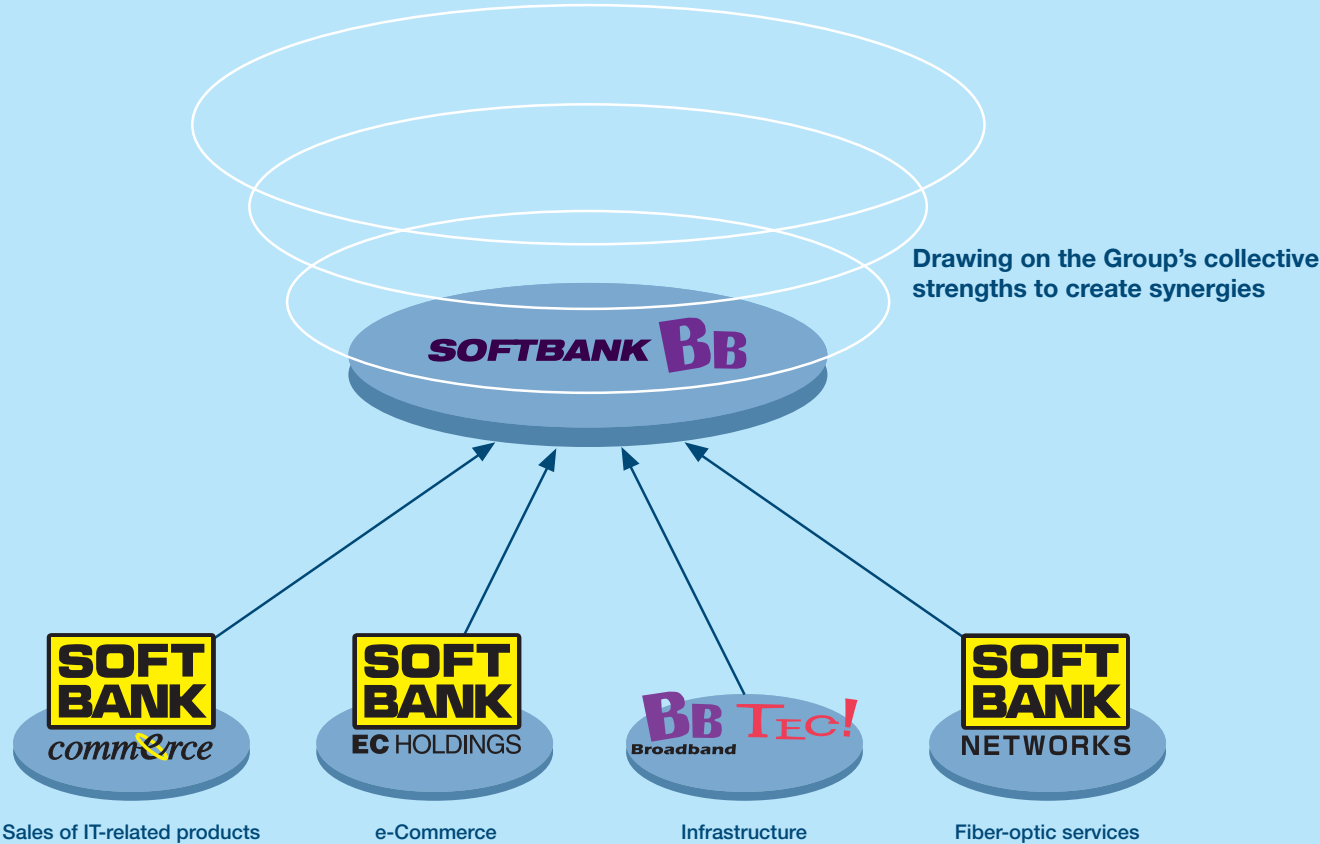 Drawing on the Group’s collective
strengths to create synergies
SOFTBANK BB
SOFT
BANK
commerce
SOFT
BANK
EC HOLDINGS
BB TEC!
Broadband
SOFT
BANK
NETWORKS
Sales of IT-related products
e-Commerce
Infrastructure
Fiber-optic services